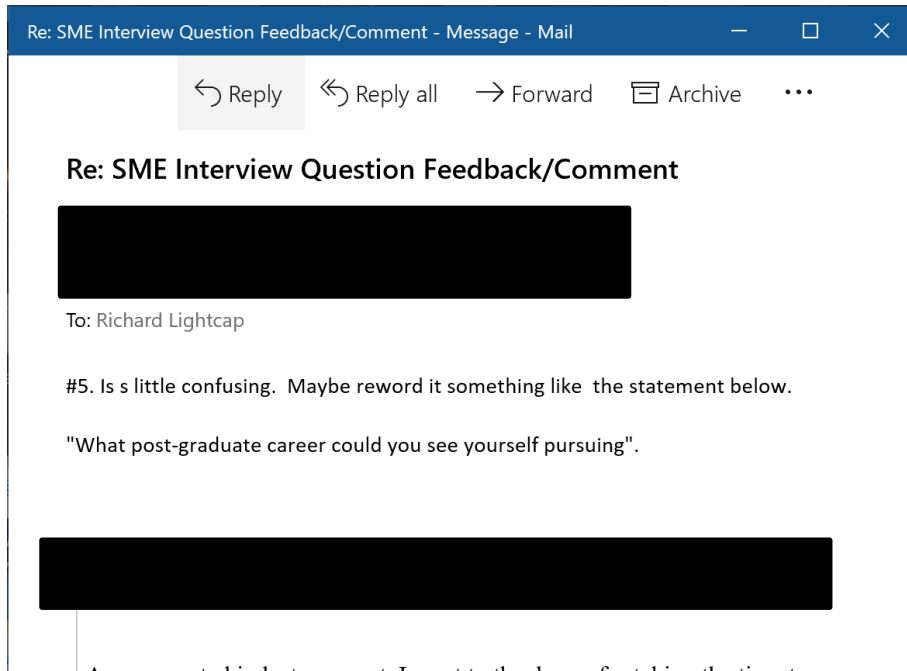 Re: SME Interview Question Feedback/Comment - Message - Mail
Reply Reply all Forward Archive
Re: SME Interview Question Feedback/Comment
To: Richard Lightcap
#5. Is s little confusing.  Maybe reword it something like  the statement below.
"What post-graduate career could you see yourself pursuing".